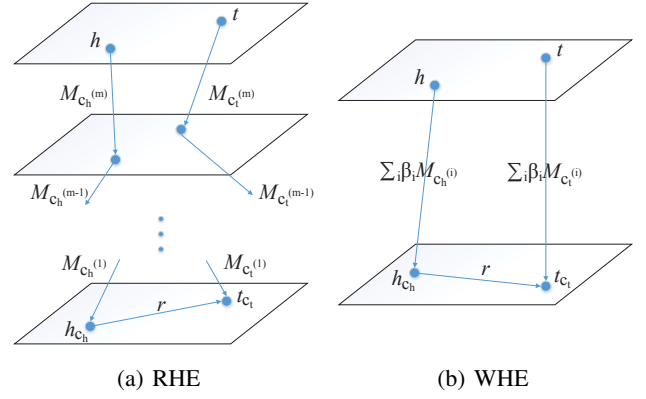 h t
M_{c_h^{(m)}} M_{c_t^{(m)}}
M_{c_h^{(m-1)}} M_{c_t^{(m-1)}}
M_{c_h^{(1)}} M_{c_t^{(1)}}
r
h_{c_h} t_{c_t}
(a) RHE
h t
∑_i β_i M_{c_h^{(i)}} ∑_i β_i M_{c_t^{(i)}}
r
h_{c_h} t_{c_t}
(b) WHE